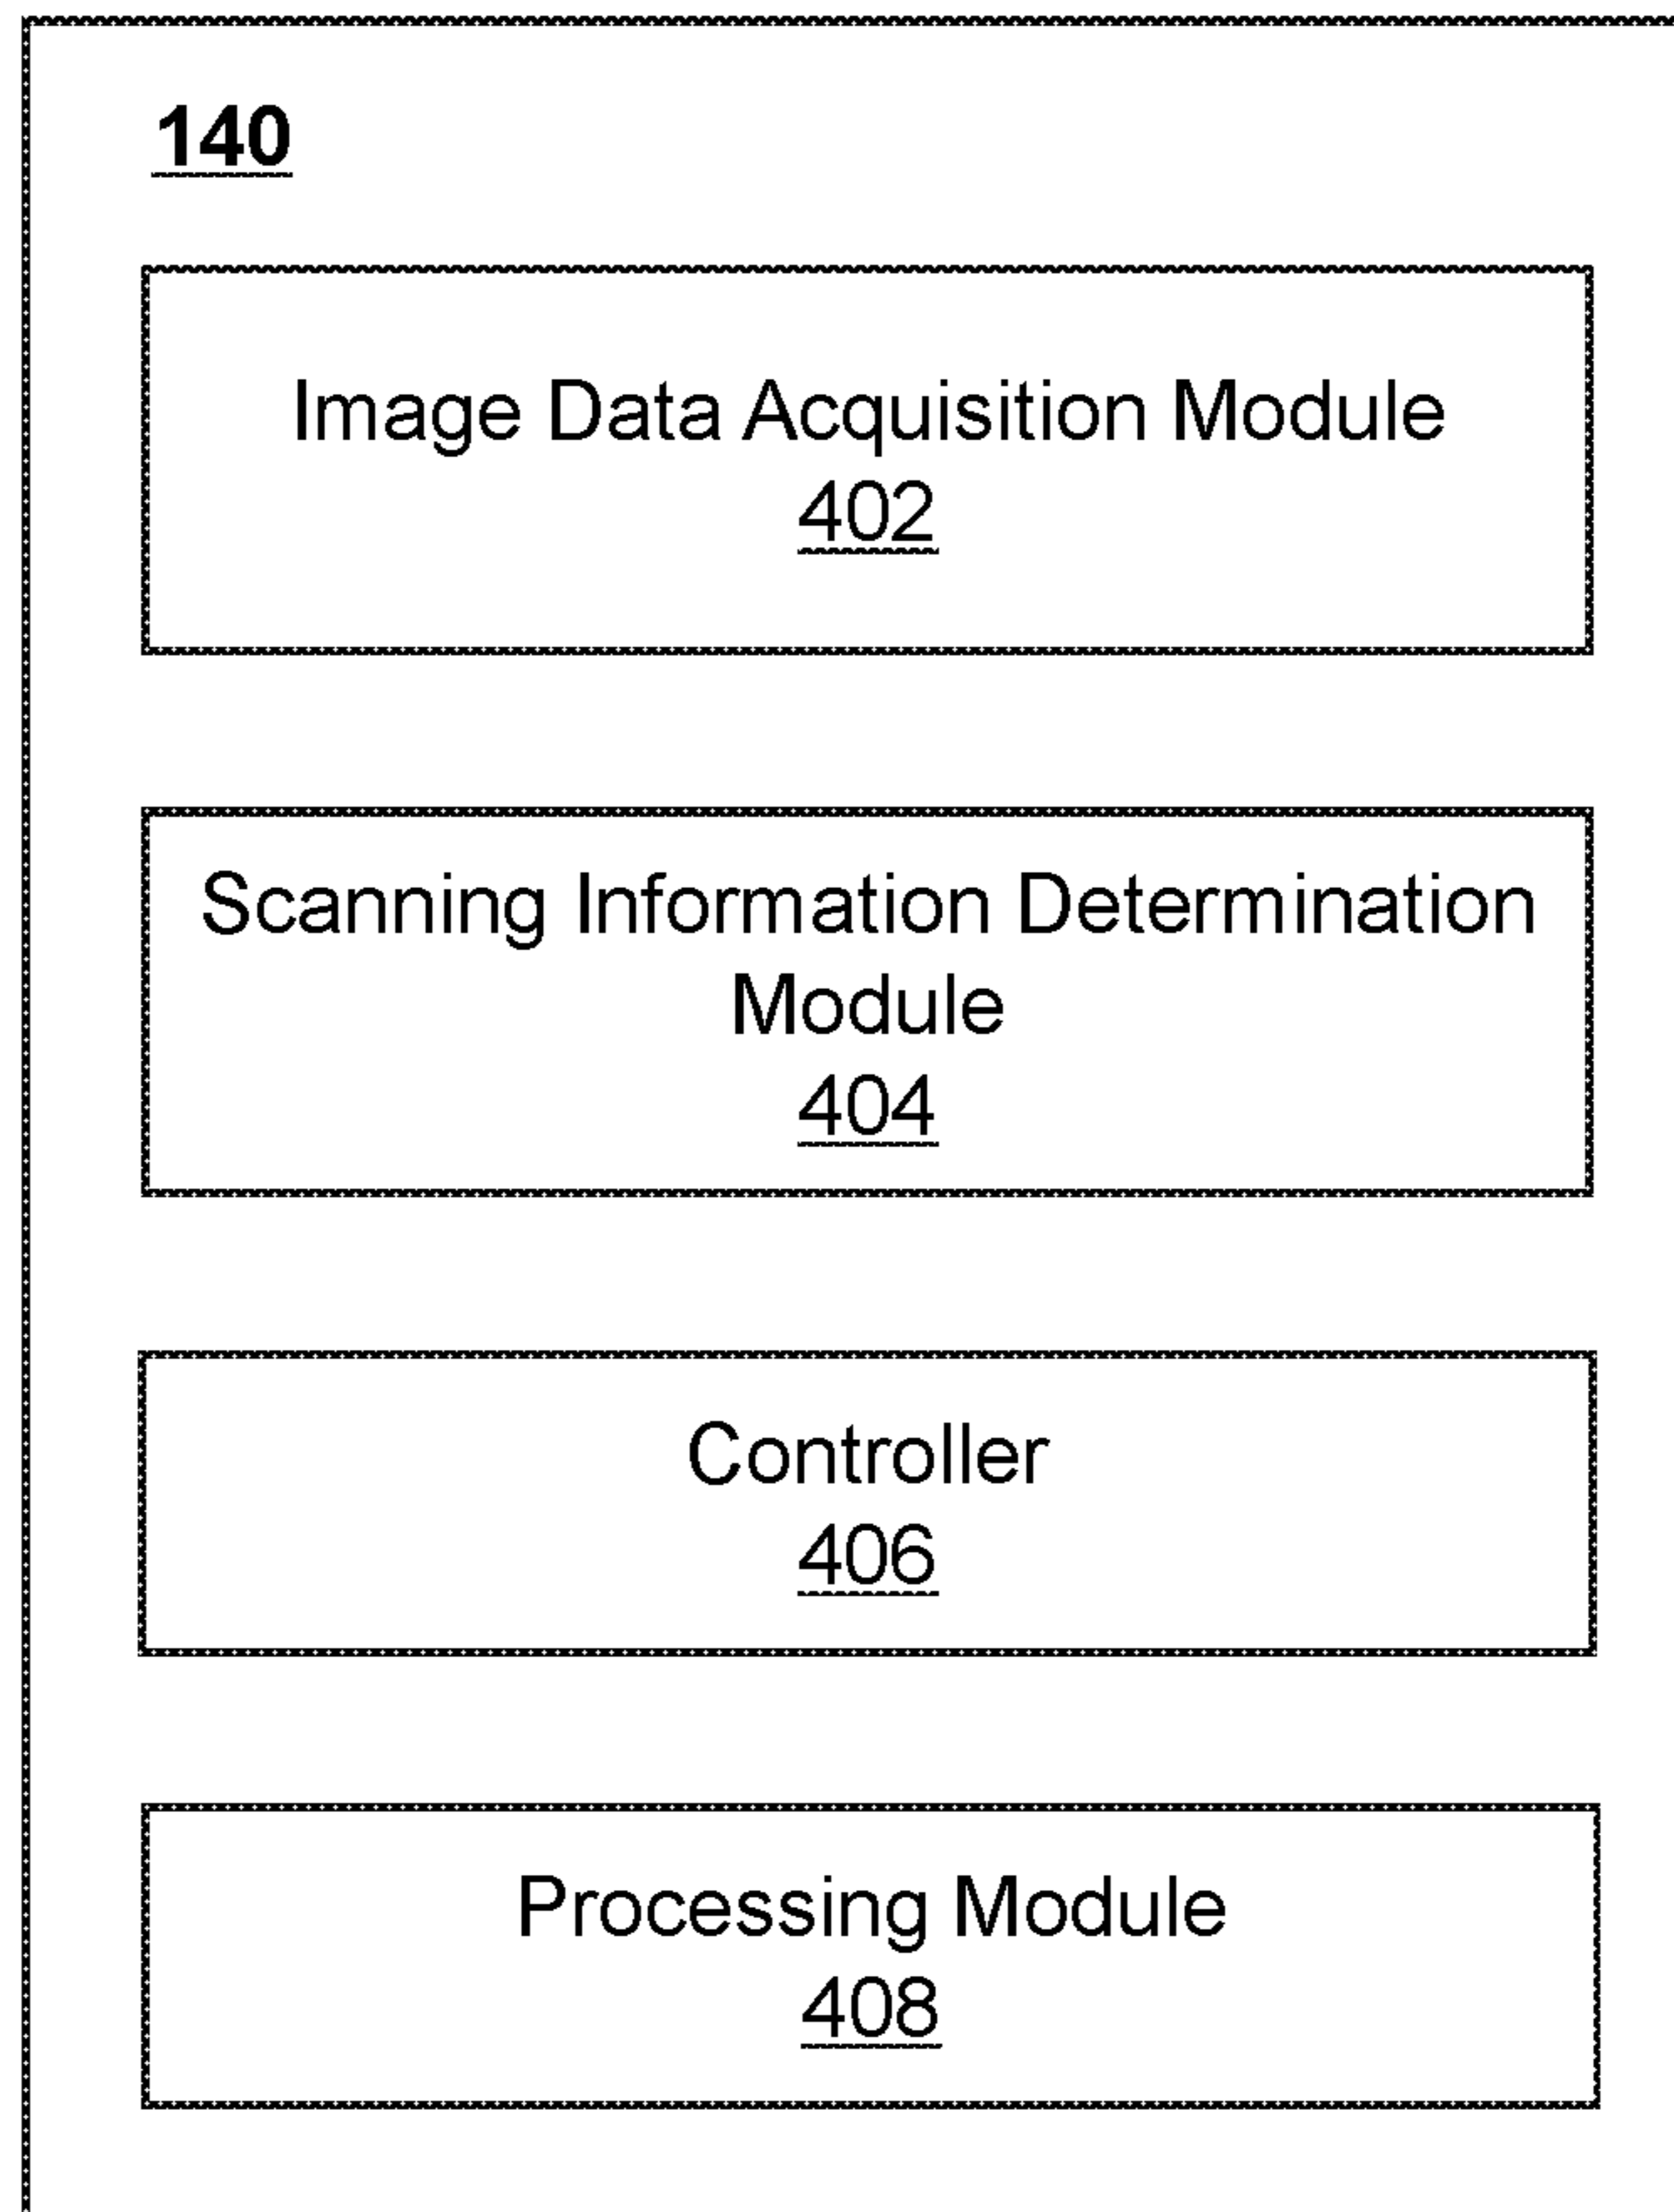 140
Image Data Acquisition Module
402
Scanning Information Determination
Module
404
Controller
406
Processing Module
408